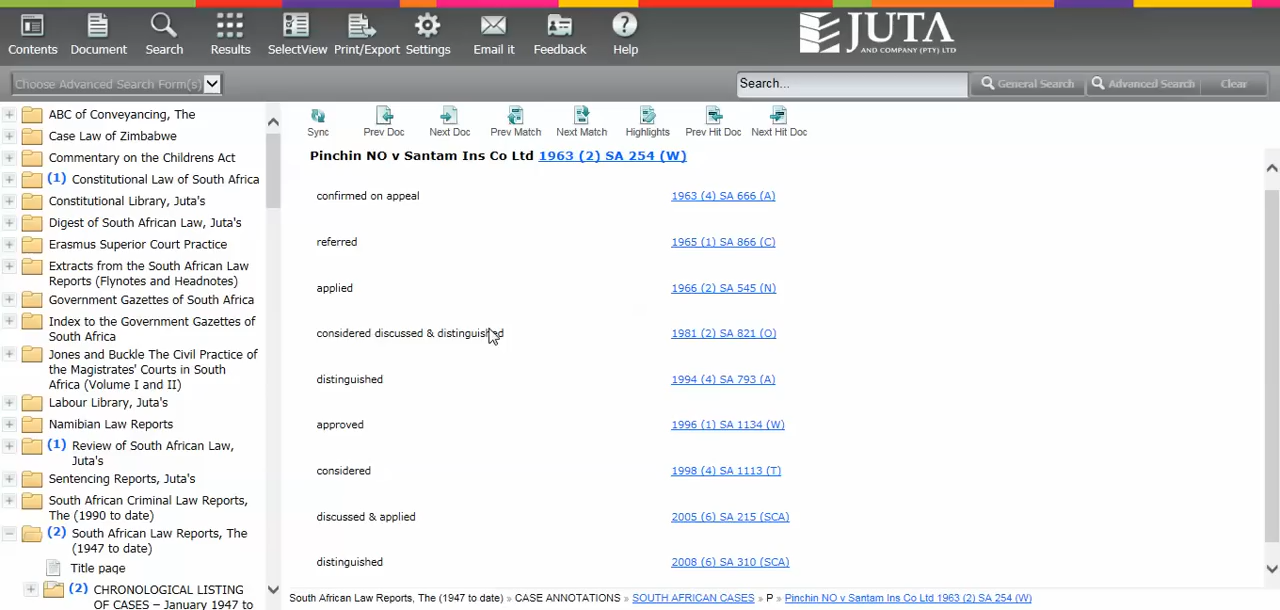 Contents Document Search Results SelectView Print/Export Settings Email it Feedback Help
JUTA
AND COMPANY (PTY) LTD
Choose Advanced Search Form(s)
Search... General Search Advanced Search Clear
ABC of Conveyancing, The
Case Law of Zimbabwe
Commentary on the Childrens Act
(1) Constitutional Law of South Africa
Constitutional Library, Juta's
Digest of South African Law, Juta's
Erasmus Superior Court Practice
Extracts from the South African Law
Reports (Flynotes and Headnotes)
Government Gazettes of South Africa
Index to the Government Gazettes of
South Africa
Jones and Buckle The Civil Practice of
the Magistrates' Courts in South
Africa (Volume I and II)
Labour Library, Juta's
Namibian Law Reports
(1) Review of South African Law,
Juta's
Sentencing Reports, Juta's
South African Criminal Law Reports,
The (1990 to date)
(2) South African Law Reports, The
(1947 to date)
Title page
(2) CHRONOLOGICAL LISTING
OF CASES – January 1947 to
Sync Prev Doc Next Doc Prev Match Next Match Highlights Prev Hit Doc Next Hit Doc
Pinchin NO v Santam Ins Co Ltd 1963 (2) SA 254 (W)
confirmed on appeal 1963 (4) SA 666 (A)
referred 1965 (1) SA 866 (C)
applied 1966 (2) SA 545 (N)
considered discussed & distinguished 1981 (2) SA 821 (O)
distinguished 1994 (4) SA 793 (A)
approved 1996 (1) SA 1134 (W)
considered 1998 (4) SA 1113 (T)
discussed & applied 2005 (6) SA 215 (SCA)
distinguished 2008 (6) SA 310 (SCA)
South African Law Reports, The (1947 to date) » CASE ANNOTATIONS » SOUTH AFRICAN CASES » P » Pinchin NO v Santam Ins Co Ltd 1963 (2) SA 254 (W)